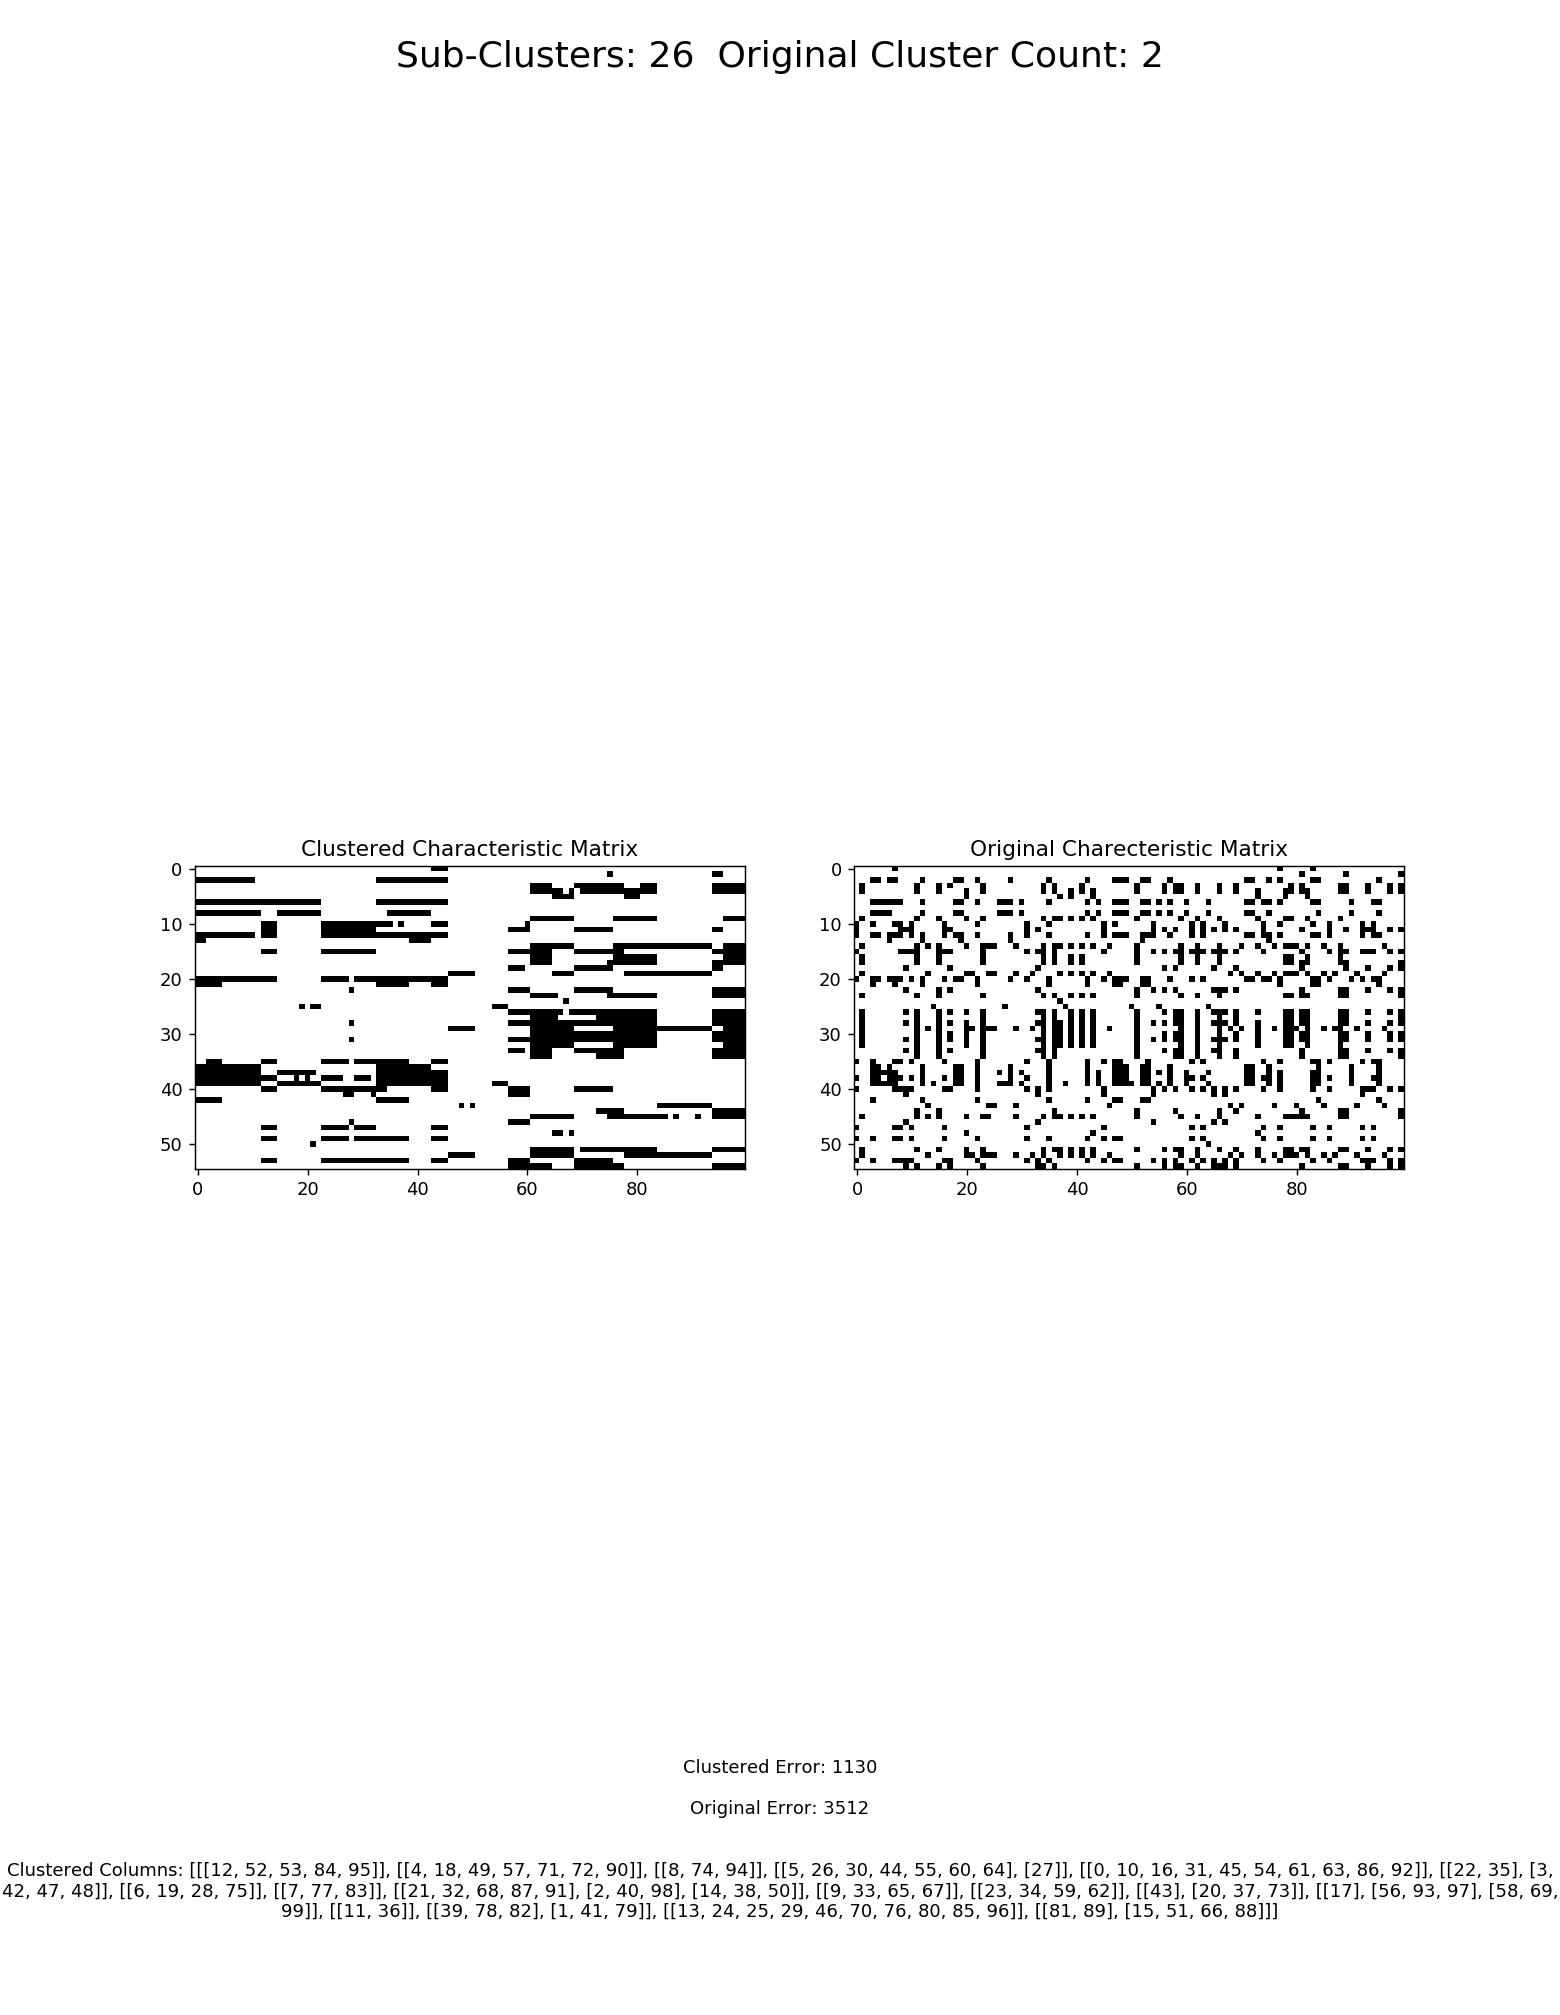 Sub-Clusters: 26  Original Cluster Count: 2
Clustered Characteristic Matrix
Original Charecteristic Matrix
0
10
20
30
40
50
0 20 40 60 80
0
10
20
30
40
50
0 20 40 60 80
Clustered Error: 1130
Original Error: 3512
Clustered Columns: [[[12, 52, 53, 84, 95]], [[4, 18, 49, 57, 71, 72, 90]], [[8, 74, 94]], [[5, 26, 30, 44, 55, 60, 64], [27]], [[0, 10, 16, 31, 45, 54, 61, 63, 86, 92]], [[22, 35], [3,
42, 47, 48]], [[6, 19, 28, 75]], [[7, 77, 83]], [[21, 32, 68, 87, 91], [2, 40, 98], [14, 38, 50]], [[9, 33, 65, 67]], [[23, 34, 59, 62]], [[43], [20, 37, 73]], [[17], [56, 93, 97], [58, 69,
99]], [[11, 36]], [[39, 78, 82], [1, 41, 79]], [[13, 24, 25, 29, 46, 70, 76, 80, 85, 96]], [[81, 89], [15, 51, 66, 88]]]